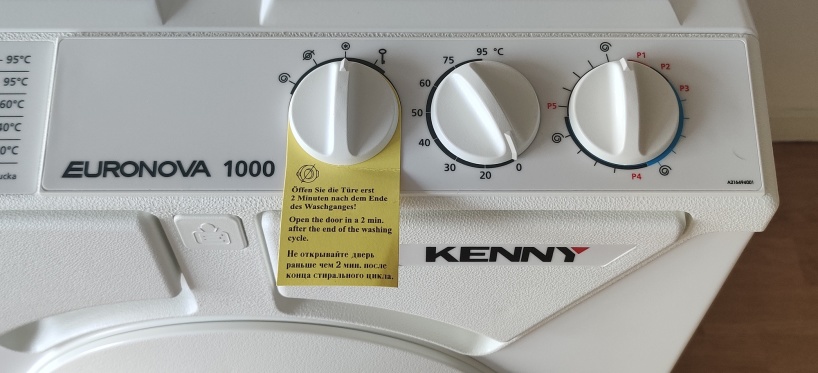 - 95°C
95°C
60°C
40°C
0°C
ucka
EURONOVA 1000
75
95 °C
60
50
40
30
20
0
P1
P2
P3
P5
P4
Öffen Sie die Türe erst
2 Minuten nach dem Ende
des Waschganges!
Open the door in a 2 min.
after the end of the washing
cycle.
Не открывайте дверь
раньше чем 2 мин. после
конца стирального цикла.
KENNY